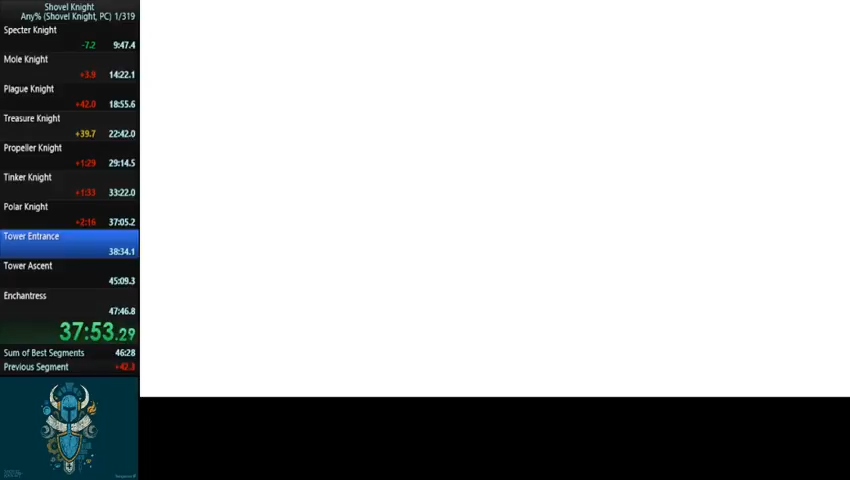 Shovel Knight
Any% (Shovel Knight, PC) 1/319
Specter Knight
-7.2 9:47.4
Mole Knight
+3.9 14:22.1
Plague Knight
+42.0 18:55.6
Treasure Knight
+39.7 22:42.0
Propeller Knight
+1:29 29:14.5
Tinker Knight
+1:33 33:22.0
Polar Knight
+2:16 37:05.2
Tower Entrance
38:34.1
Tower Ascent
45:09.3
Enchantress
47:46.8
37:53.29
Sum of Best Segments 46:28
Previous Segment +42.3